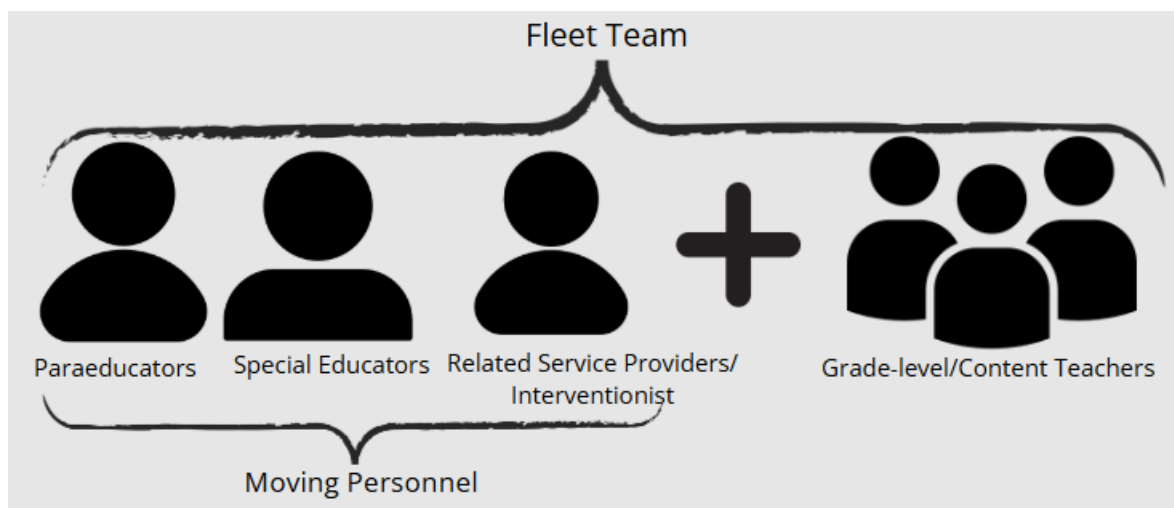 Fleet Team
Paraeducators
Special Educators
Related Service Providers/
Interventionist
Grade-level/Content Teachers
Moving Personnel